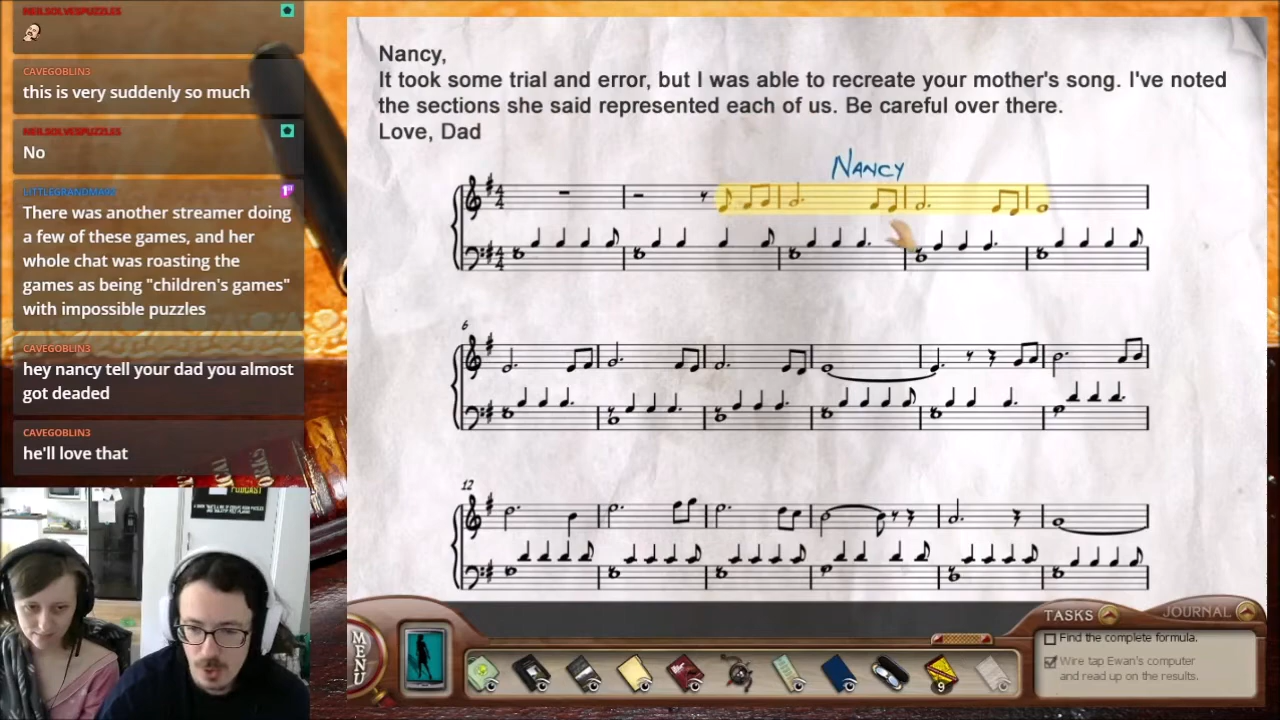 NEILSOLVESPUZZLES
CAVEGOBLIN3
this is very suddenly so much
NEILSOLVESPUZZLES
No
LITTLEGRANDMA98
There was another streamer doing
a few of these games, and her
whole chat was roasting the
games as being "children's games"
with impossible puzzles
CAVEGOBLIN3
hey nancy tell your dad you almost
got deaded
CAVEGOBLIN3
he'll love that
PODCAST
Nancy,
It took some trial and error, but I was able to recreate your mother's song. I've noted
the sections she said represented each of us. Be careful over there.
Love, Dad
NANCY
6
12
MENU
TASKS
JOURNAL
Find the complete formula.
Wire tap Ewan's computer
and read up on the results.
9